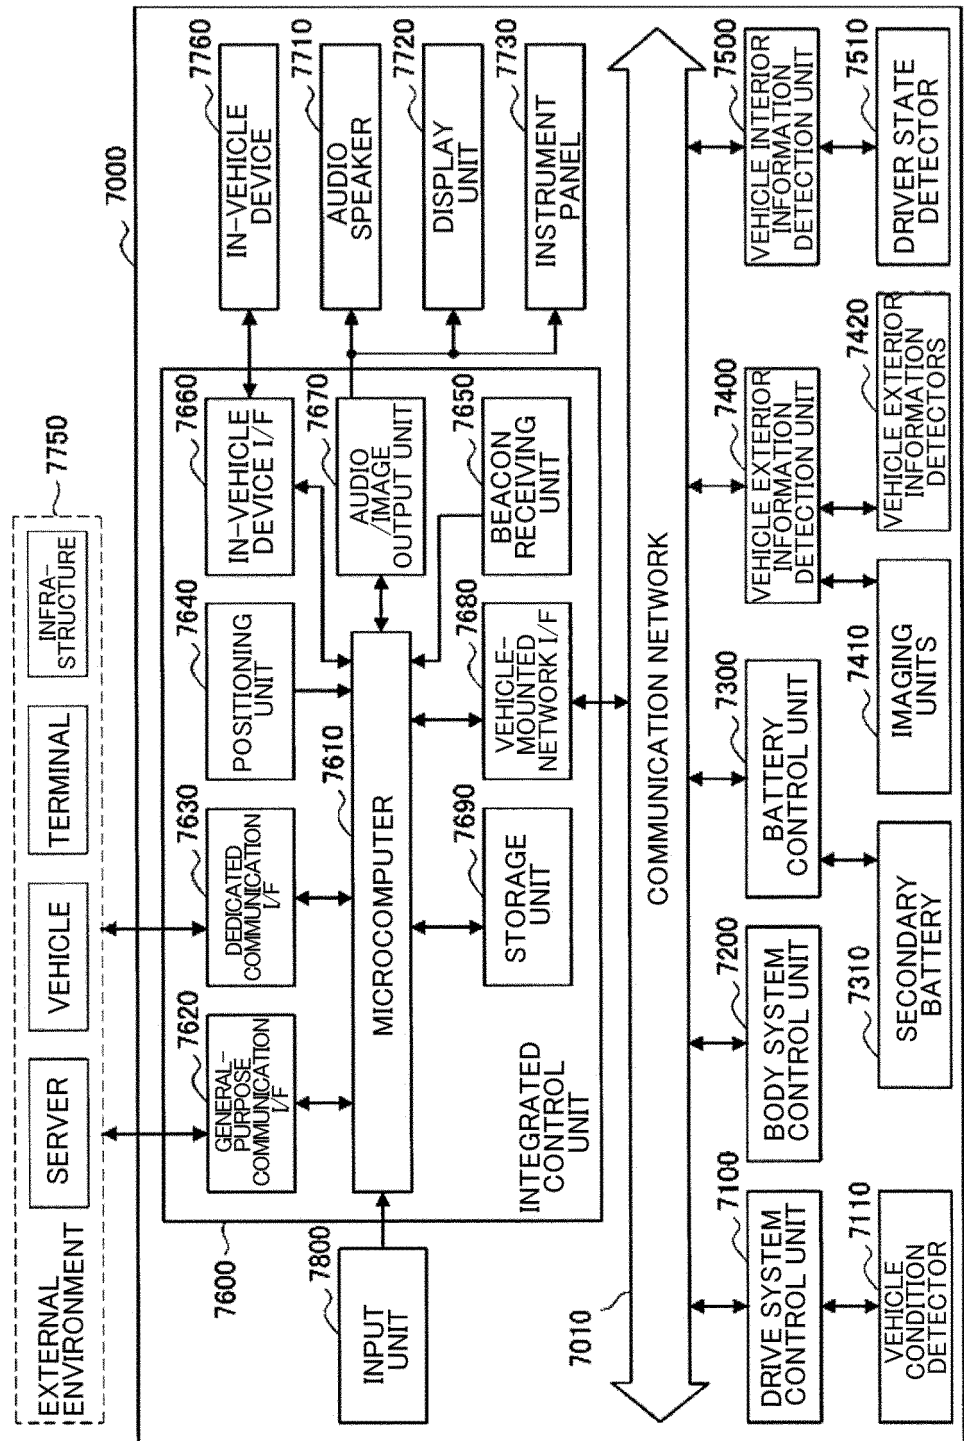 7000
7750
EXTERNAL
ENVIRONMENT
SERVER
VEHICLE
TERMINAL
INFRA-
STRUCTURE
7600
7620
GENERAL-
PURPOSE
COMMUNICATION
I/F
7630
DEDICATED
COMMUNICATION
I/F
7640
POSITIONING
UNIT
7660
IN-VEHICLE
DEVICE I/F
7760
IN-VEHICLE
DEVICE
7800
INPUT
UNIT
7610
MICROCOMPUTER
7670
AUDIO
/IMAGE
OUTPUT UNIT
7710
AUDIO
SPEAKER
7720
DISPLAY
UNIT
7730
INSTRUMENT
PANEL
INTEGRATED
CONTROL
UNIT
7690
STORAGE
UNIT
7680
VEHICLE-
MOUNTED
NETWORK I/F
7650
BEACON
RECEIVING
UNIT
7010
COMMUNICATION NETWORK
7100
DRIVE SYSTEM
CONTROL UNIT
7200
BODY SYSTEM
CONTROL UNIT
7300
BATTERY
CONTROL UNIT
7400
VEHICLE EXTERIOR
INFORMATION
DETECTION UNIT
7500
VEHICLE INTERIOR
INFORMATION
DETECTION UNIT
7110
VEHICLE
CONDITION
DETECTOR
7310
SECONDARY
BATTERY
7410
IMAGING
UNITS
7420
VEHICLE EXTERIOR
INFORMATION
DETECTORS
7510
DRIVER STATE
DETECTOR